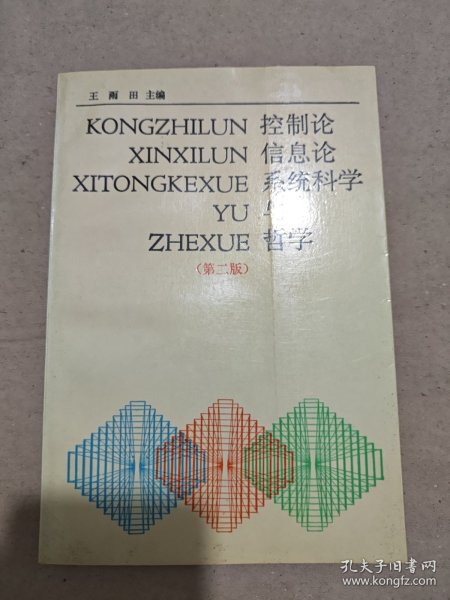 王雨田 主编
KONGZHILUN 控制论
XINXILUN 信息论
XITONGKEXUE 系统科学
YU 与
ZHEXUE 哲学
(第二版)
孔夫子旧书网
www.kongfz.com